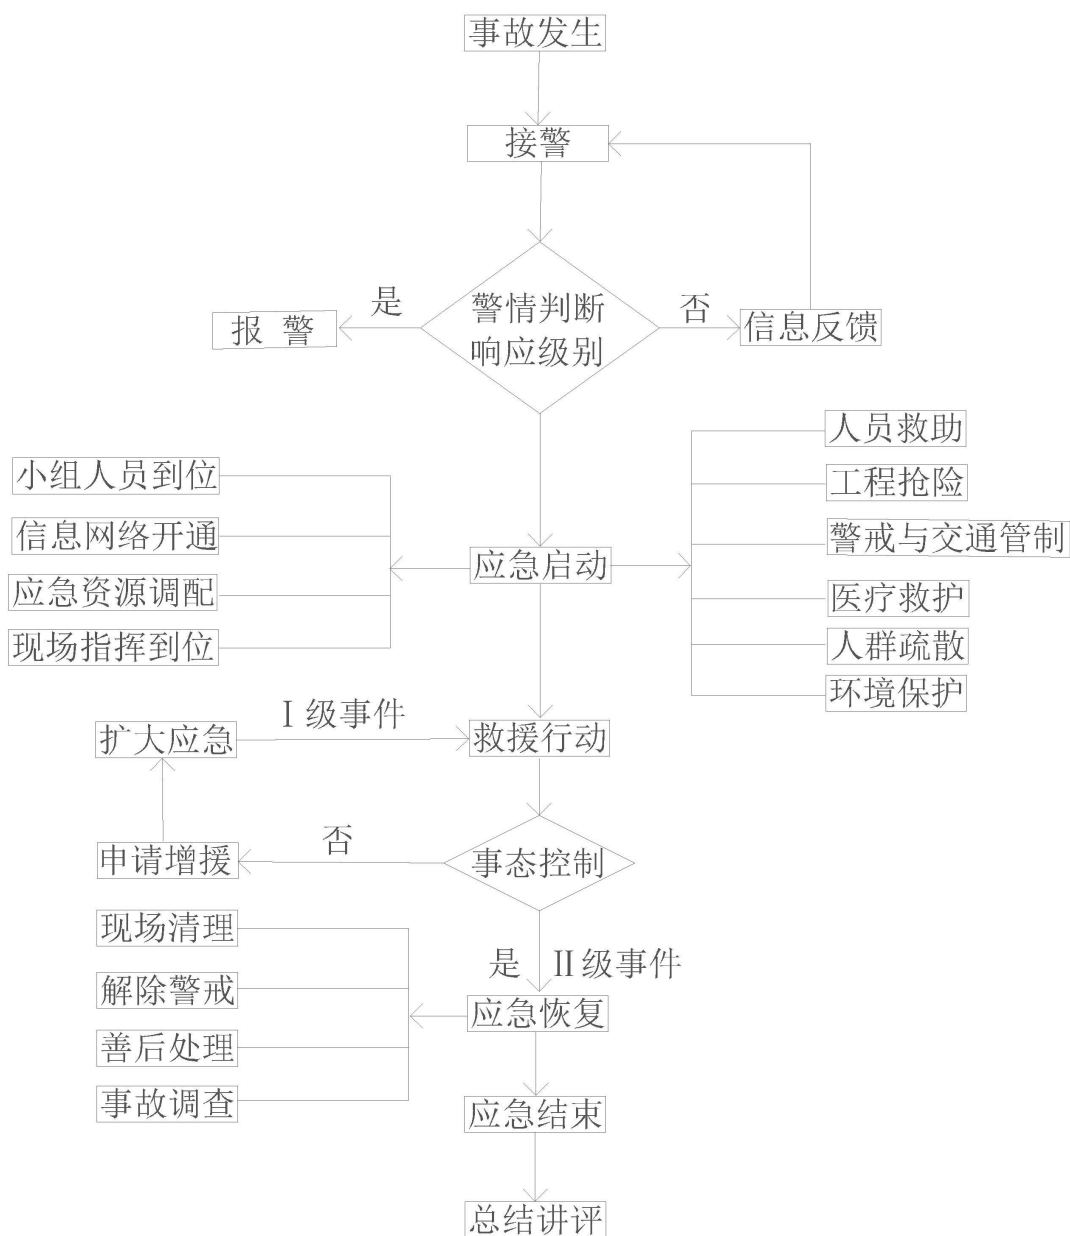 事故发生
接警
是
否
报 警
警情判断
响应级别
信息反馈
人员救助
小组人员到位
工程抢险
信息网络开通
警戒与交通管制
应急启动
应急资源调配
医疗救护
现场指挥到位
人群疏散
环境保护
Ⅰ级事件
扩大应急
救援行动
否
申请增援
事态控制
现场清理
是
Ⅱ级事件
解除警戒
应急恢复
善后处理
事故调查
应急结束
总结讲评